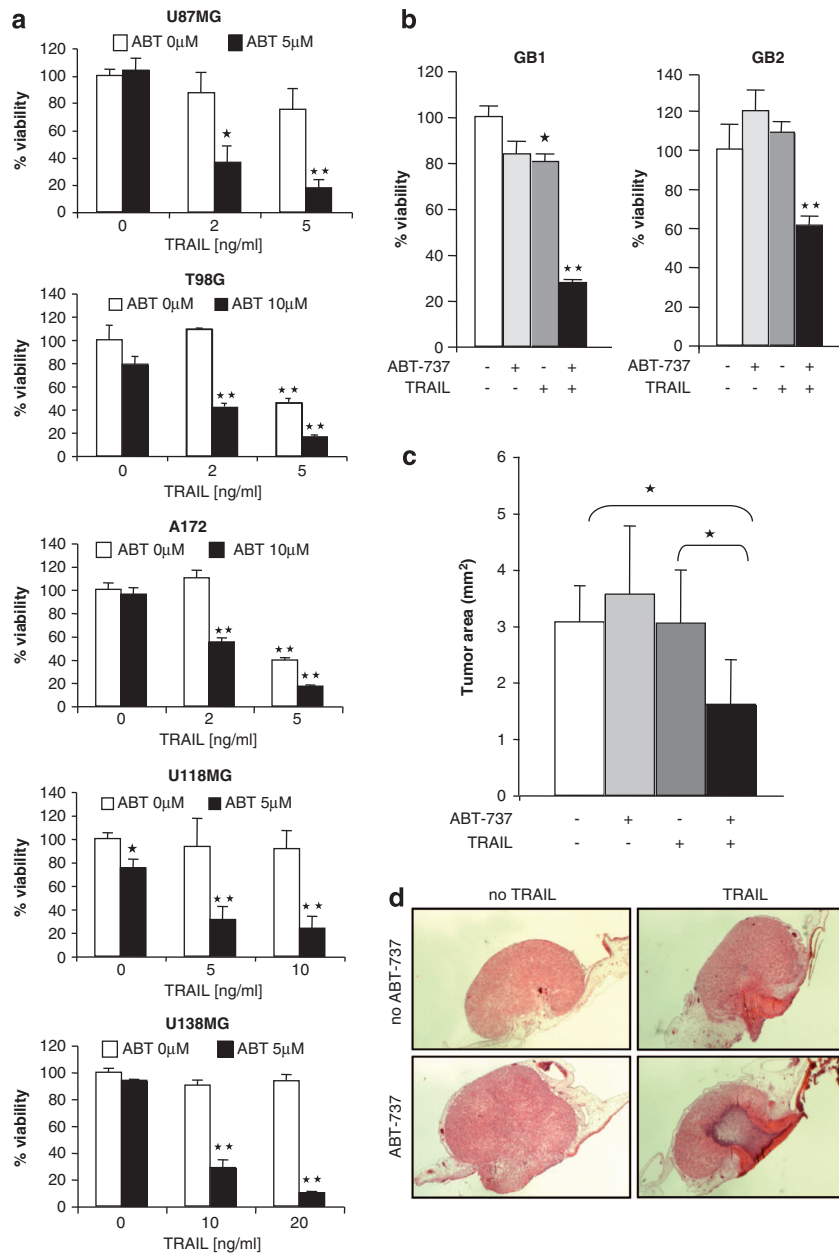 a
U87MG
ABT 0µM ABT 5µM
% viability
120
100
80
60
40
20
0
★
★★
0 2 5
TRAIL [ng/ml]
T98G
ABT 0µM ABT 10µM
% viability
140
120
100
80
60
40
20
0
★★
★★
★★
0 2 5
TRAIL [ng/ml]
A172
ABT 0µM ABT 10µM
% viability
140
120
100
80
60
40
20
0
★★
★★
★★
0 2 5
TRAIL [ng/ml]
U118MG
ABT 0µM ABT 5µM
% viability
140
120
100
80
60
40
20
0
★
★★
★★
0 5 10
TRAIL [ng/ml]
U138MG
ABT 0µM ABT 5µM
% viability
120
100
80
60
40
20
0
★★
★★
0 10 20
TRAIL [ng/ml]
b
GB1
% viability
120
100
80
60
40
20
0
★
★★
ABT-737 - + - +
TRAIL - - + +
GB2
% viability
140
120
100
80
60
40
20
0
★★
ABT-737 - + - +
TRAIL - - + +
c
Tumor area (mm²)
6
5
4
3
2
1
0
★
★
ABT-737 - + - +
TRAIL - - + +
d
no TRAIL TRAIL
no ABT-737
ABT-737